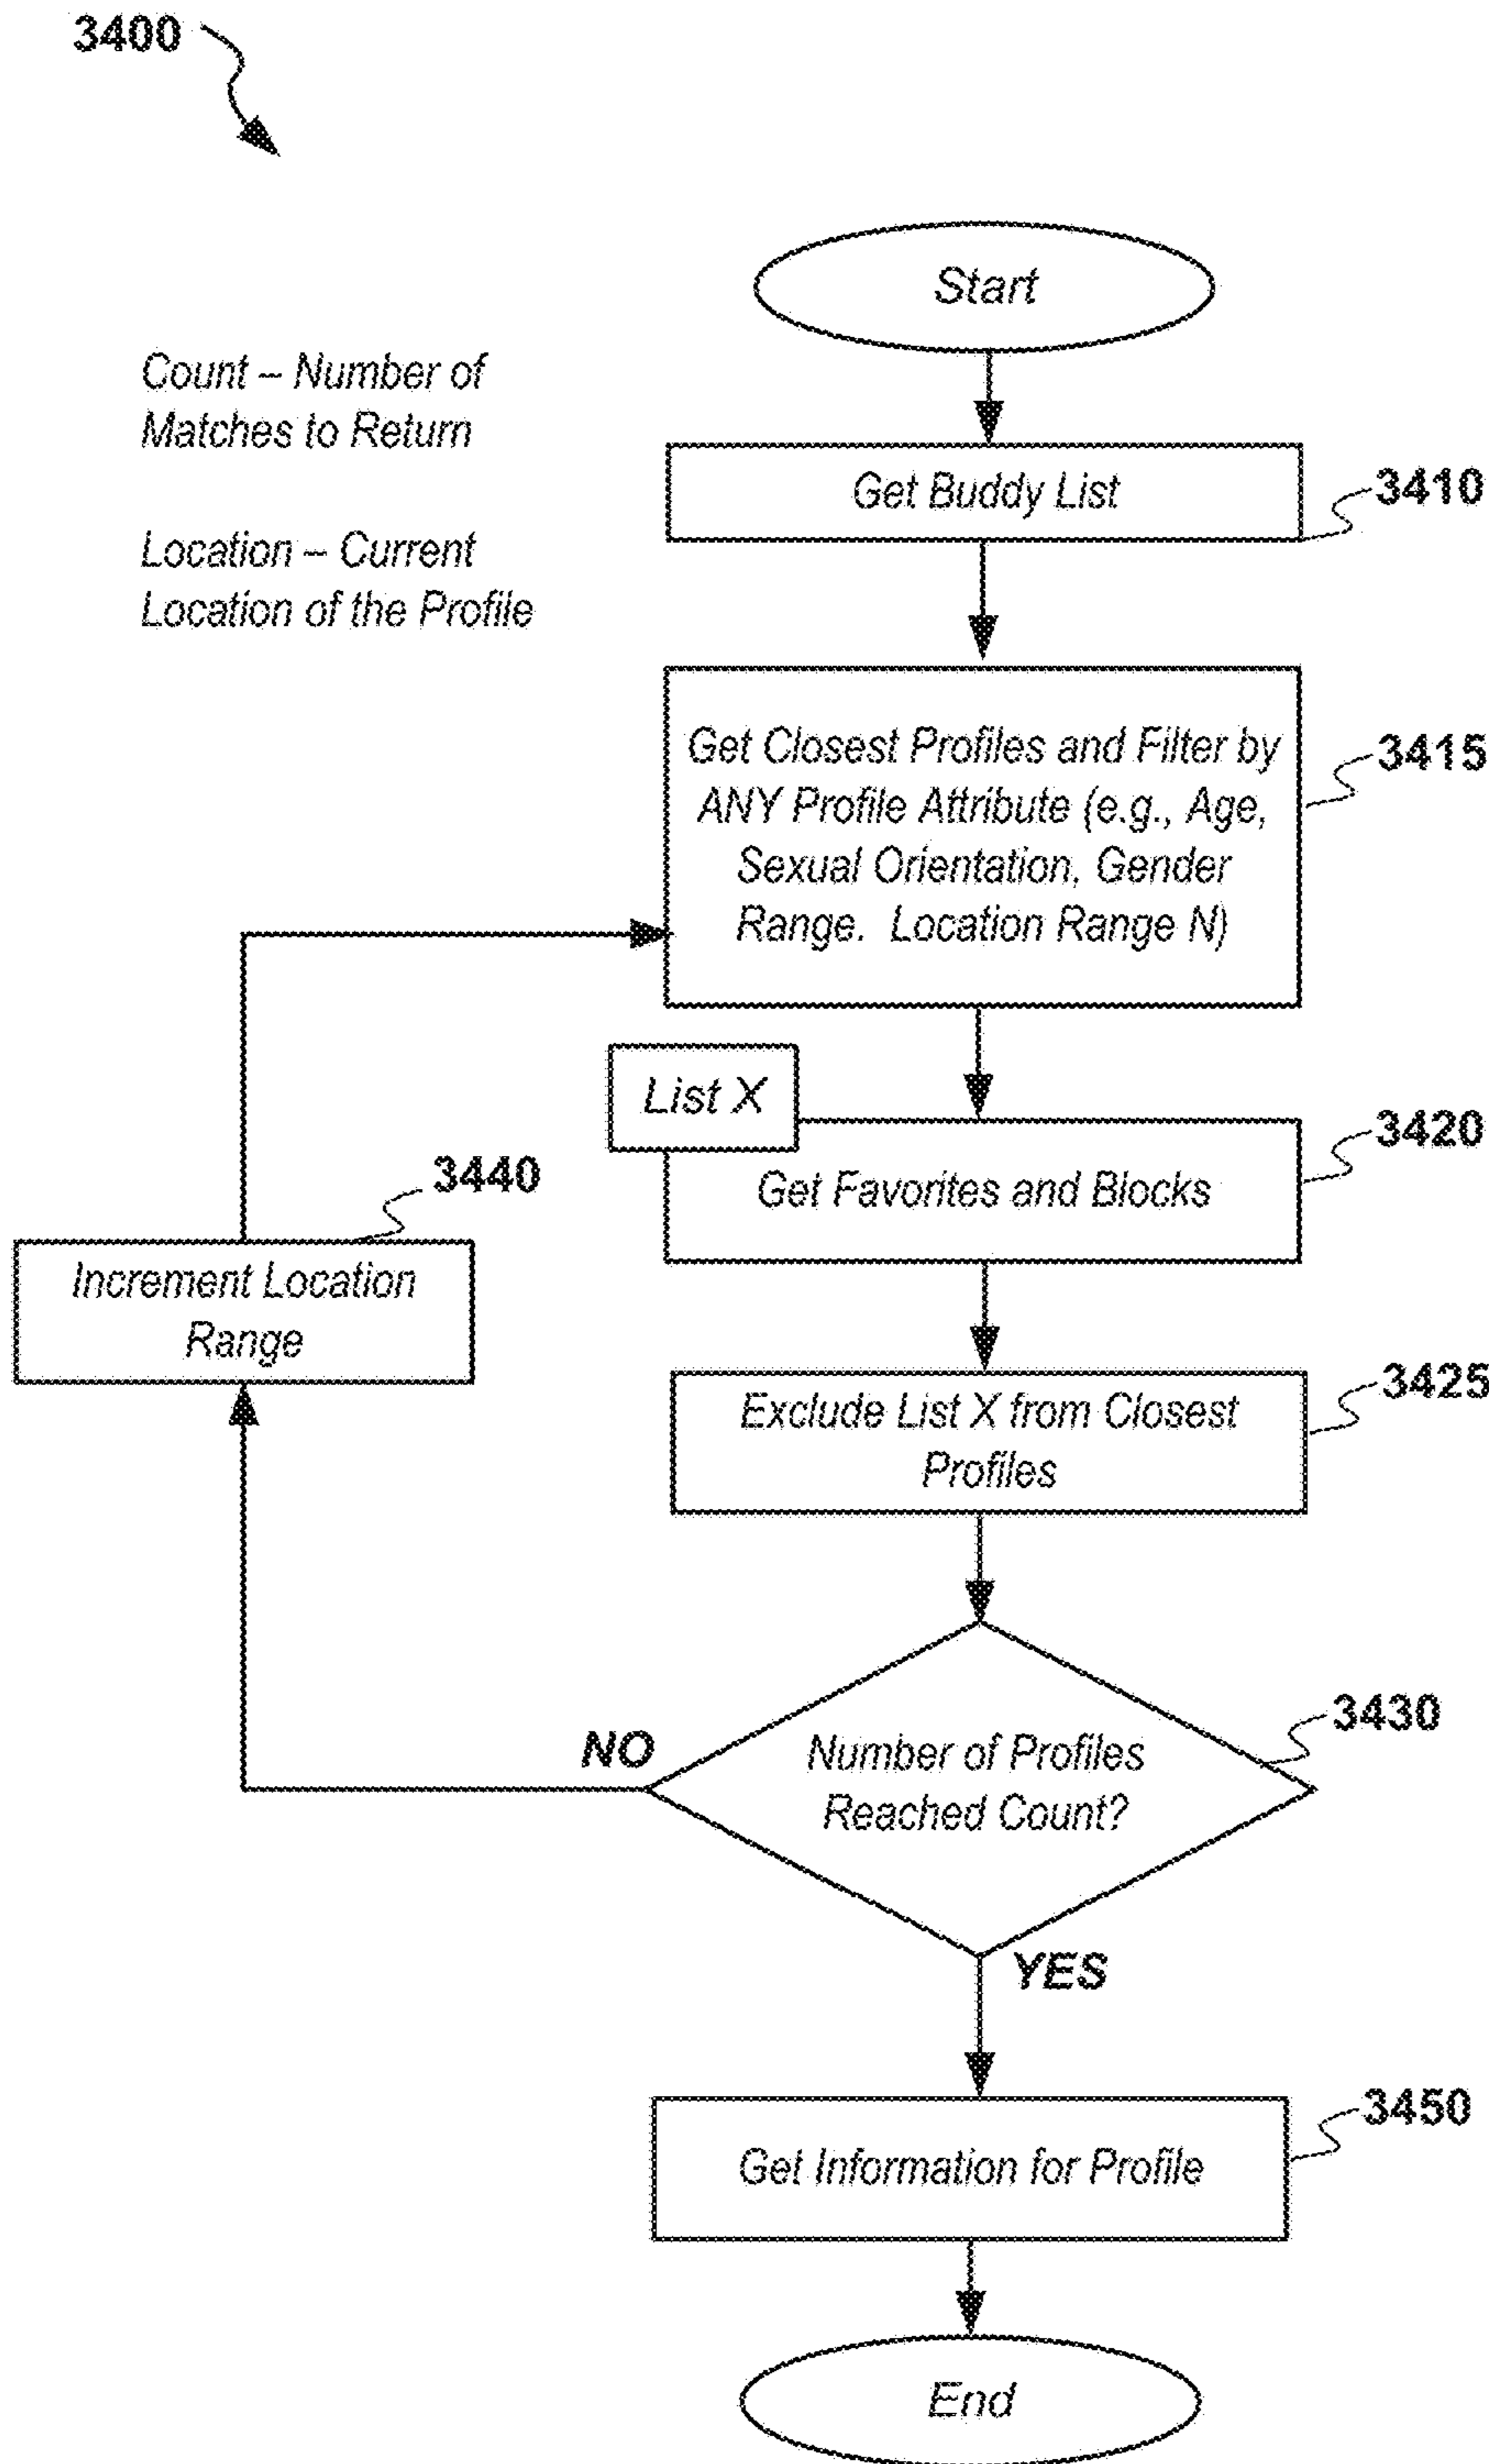 3400
Start
Count – Number of
Matches to Return
Get Buddy List
3410
Location – Current
Location of the Profile
Get Closest Profiles and Filter by
ANY Profile Attribute (e.g., Age,
Sexual Orientation, Gender
Range. Location Range N)
3415
List X
Get Favorites and Blocks
3420
3440
Increment Location
Range
Exclude List X from Closest
Profiles
3425
Number of Profiles
Reached Count?
3430
NO
YES
Get Information for Profile
3450
End